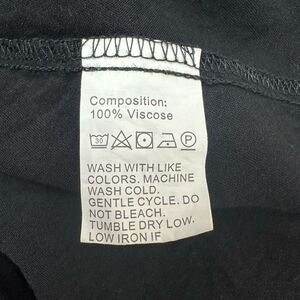 Composition:
100% Viscose
30 P
WASH WITH LIKE
COLORS. MACHINE
WASH COLD.
GENTLE CYCLE. DO
NOT BLEACH.
TUMBLE DRY LOW.
LOW IRON IF